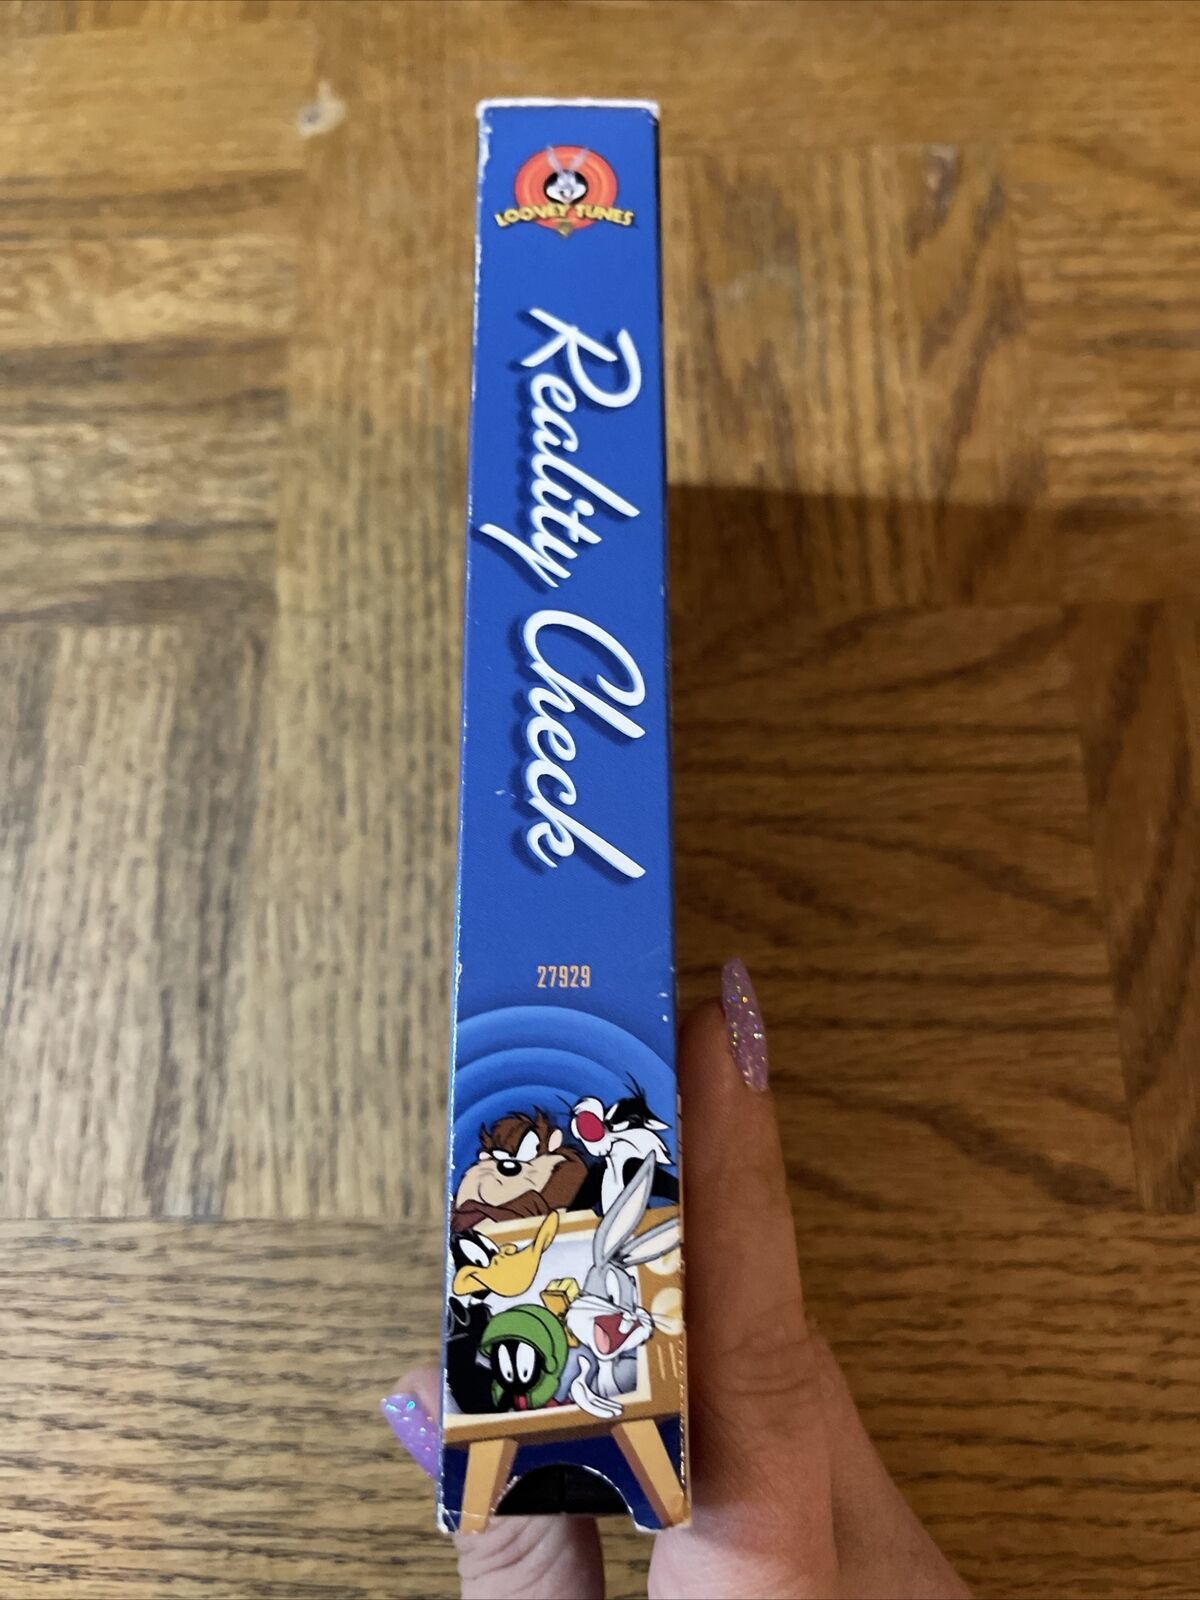 LOONEY TUNES
Reality Check
27929